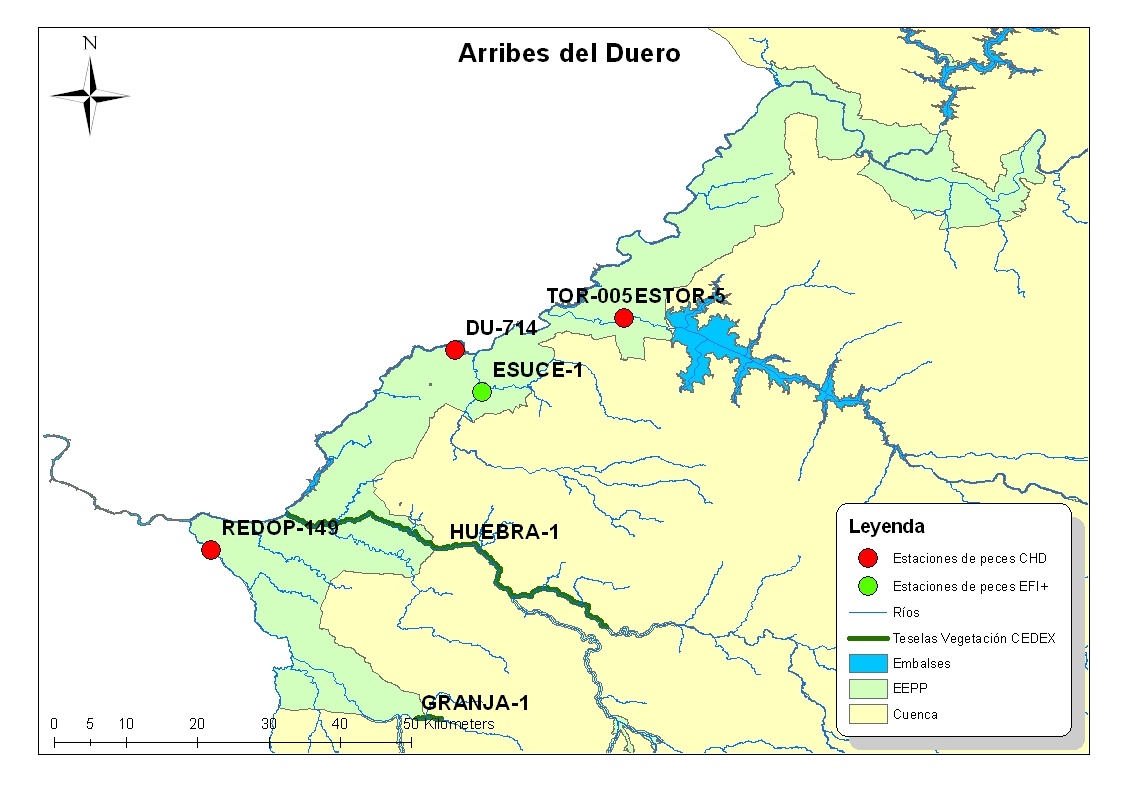 N
Arribes del Duero
TOR-005ESTOR-5
DU-714
ESUCE-1
REDOP-149
HUEBRA-1
GRANJA-1
0 5 10 20 30 40 50 Kilometers
Leyenda
Estaciones de peces CHD
Estaciones de peces EFI+
Ríos
Teselas Vegetación CEDEX
Embalses
EEPP
Cuenca